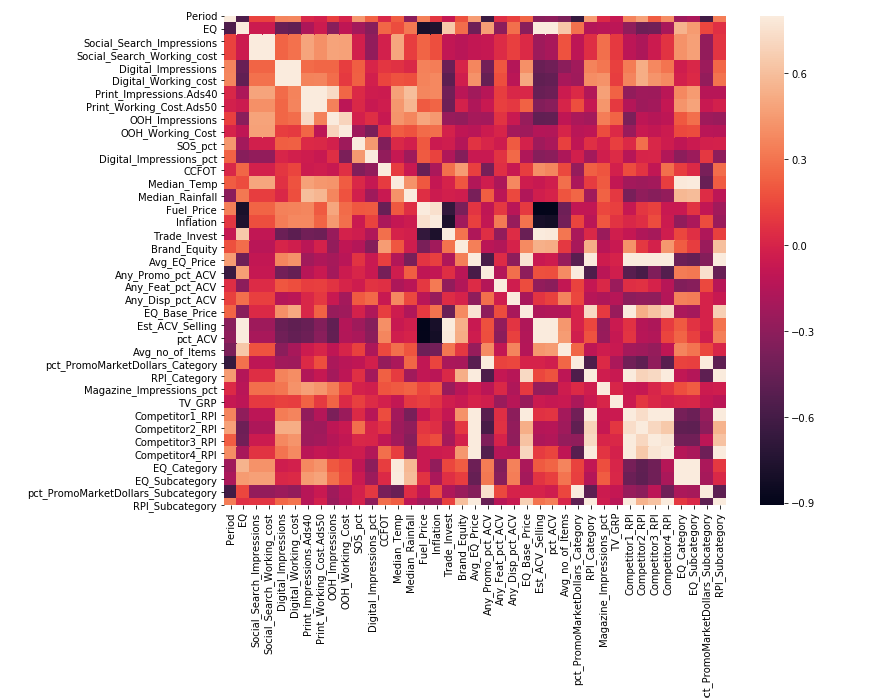 Period
EQ
Social_Search_Impressions
Social_Search_Working_cost
Digital_Impressions
Digital_Working_cost
Print_Impressions.Ads40
Print_Working_Cost.Ads50
OOH_Impressions
OOH_Working_Cost
SOS_pct
Digital_Impressions_pct
CCFOT
Median_Temp
Median_Rainfall
Fuel_Price
Inflation
Trade_Invest
Brand_Equity
Avg_EQ_Price
Any_Promo_pct_ACV
Any_Feat_pct_ACV
Any_Disp_pct_ACV
EQ_Base_Price
Est_ACV_Selling
pct_ACV
Avg_no_of_Items
pct_PromoMarketDollars_Category
RPI_Category
Magazine_Impressions_pct
TV_GRP
Competitor1_RPI
Competitor2_RPI
Competitor3_RPI
Competitor4_RPI
EQ_Category
EQ_Subcategory
pct_PromoMarketDollars_Subcategory
RPI_Subcategory
Period
EQ
Social_Search_Impressions
Social_Search_Working_cost
Digital_Impressions
Digital_Working_cost
Print_Impressions.Ads40
Print_Working_Cost.Ads50
OOH_Impressions
OOH_Working_Cost
SOS_pct
Digital_Impressions_pct
CCFOT
Median_Temp
Median_Rainfall
Fuel_Price
Inflation
Trade_Invest
Brand_Equity
Avg_EQ_Price
Any_Promo_pct_ACV
Any_Feat_pct_ACV
Any_Disp_pct_ACV
EQ_Base_Price
Est_ACV_Selling
pct_ACV
Avg_no_of_Items
pct_PromoMarketDollars_Category
RPI_Category
Magazine_Impressions_pct
TV_GRP
Competitor1_RPI
Competitor2_RPI
Competitor3_RPI
Competitor4_RPI
EQ_Category
EQ_Subcategory
ct_PromoMarketDollars_Subcategory
RPI_Subcategory
0.6
0.3
0.0
−0.3
−0.6
−0.9